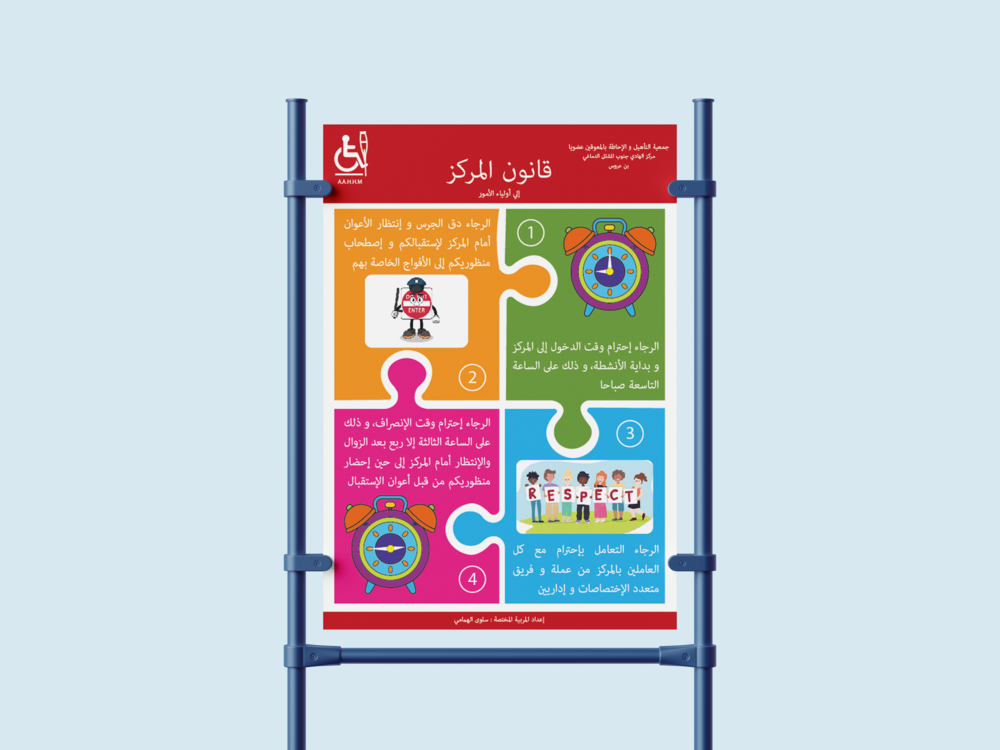 جمعية التأهيل و الإحاطة بالمعوقين عضويا
مركز الهادي جنوب للشلل الدماغي
بن عروس
A.A.H.H.M
قانون المركز
إلى أولياء الأمور
1
الرجاء إحترام وقت الدخول إلى المركز
و بداية الأنشطة، و ذلك على الساعة
التاسعة صباحا
الرجاء دق الجرس و إنتظار الأعوان
أمام المركز لإستقبالكم و إصطحاب
منظوريكم إلى الأفواج الخاصة بهم
ENTER
2
3
RESPECT
الرجاء التعامل بإحترام مع كل
العاملين بالمركز من عملة و فريق
متعدد الإختصاصات و إداريين
الرجاء إحترام وقت الإنصراف، و ذلك
على الساعة الثالثة إلا ربع بعد الزوال
والإنتظار أمام المركز إلى حين إحضار
منظوريكم من قبل أعوان الإستقبال
4
إعداد المربية المختصة : سلوى الهمامي